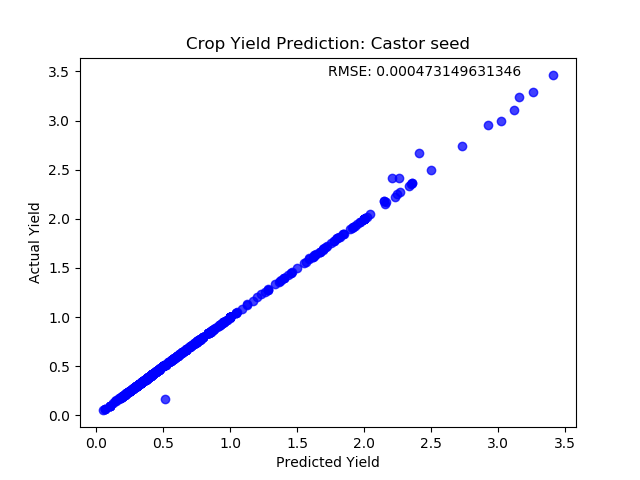 Crop Yield Prediction: Castor seed
RMSE: 0.000473149631346
3.5
3.0
2.5
2.0
1.5
1.0
0.5
0.0
Actual Yield
0.0 0.5 1.0 1.5 2.0 2.5 3.0 3.5
Predicted Yield